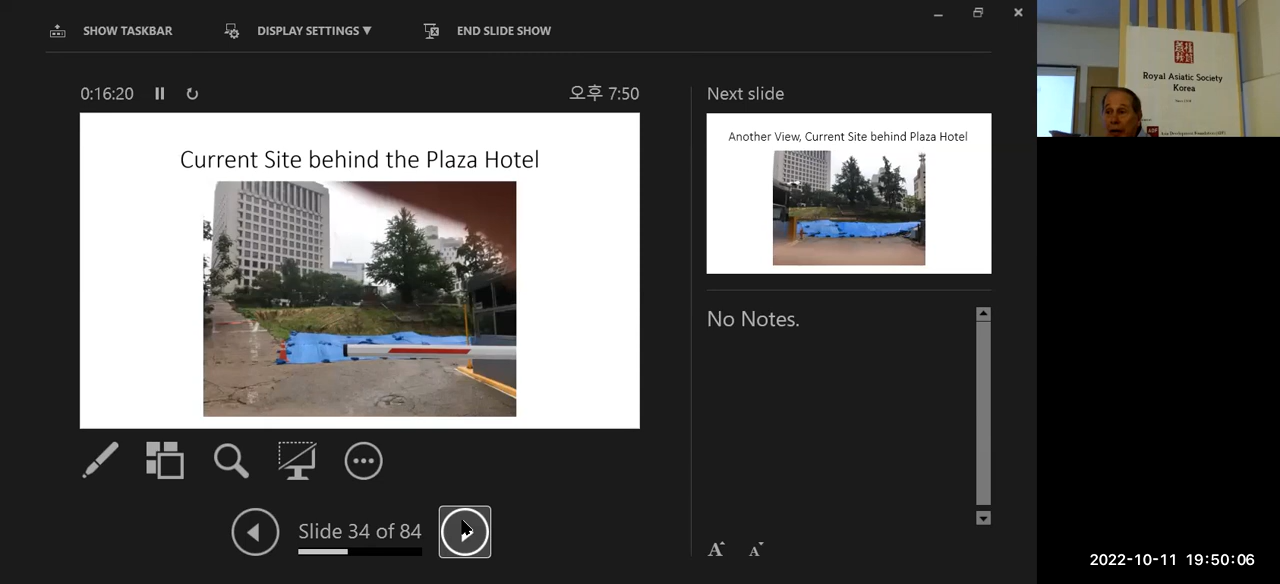 SHOW TASKBAR
DISPLAY SETTINGS ▼
END SLIDE SHOW
0:16:20
오후 7:50
Next slide
Current Site behind the Plaza Hotel
Another View, Current Site behind Plaza Hotel
No Notes.
Slide 34 of 84
A A
Royal Asiatic Society
Korea
2022-10-11 19:50:06